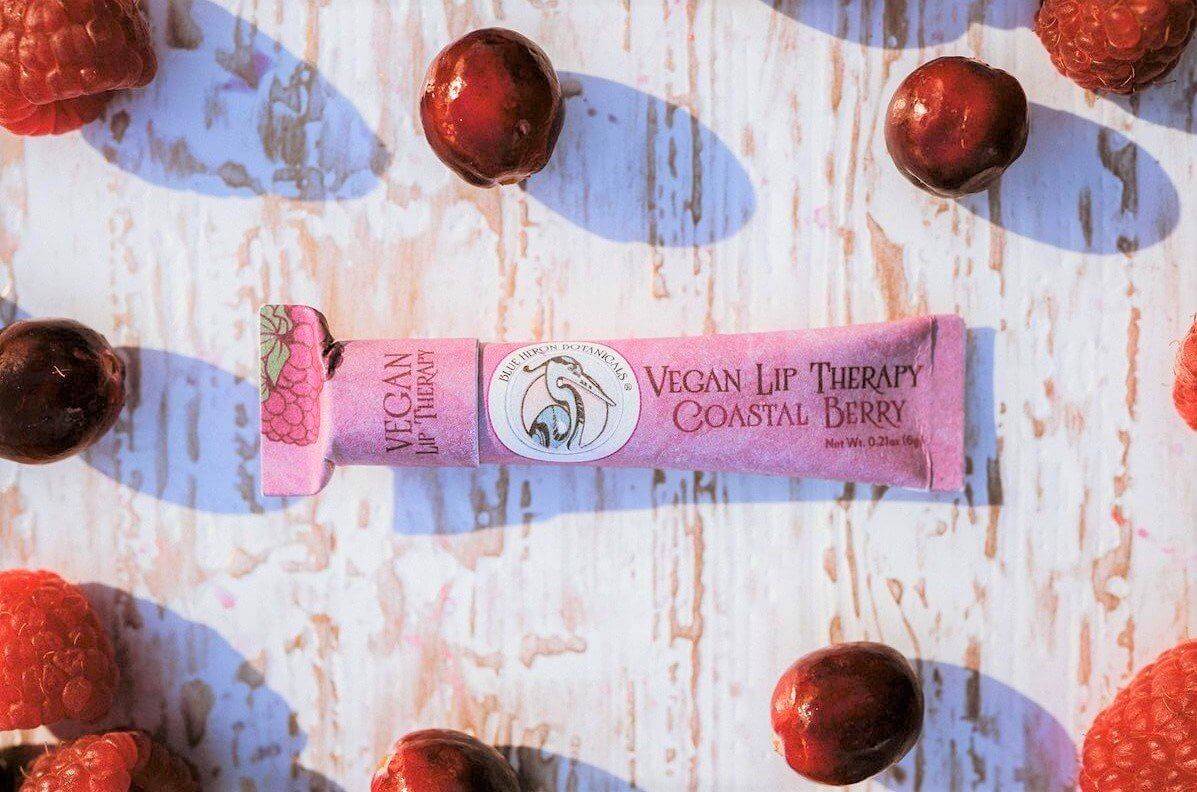 VEGAN
LIP THERAPY
BLUE HERON BOTANICALS ®
VEGAN LIP THERAPY
COASTAL BERRY
Net Wt. 0.21oz (6g